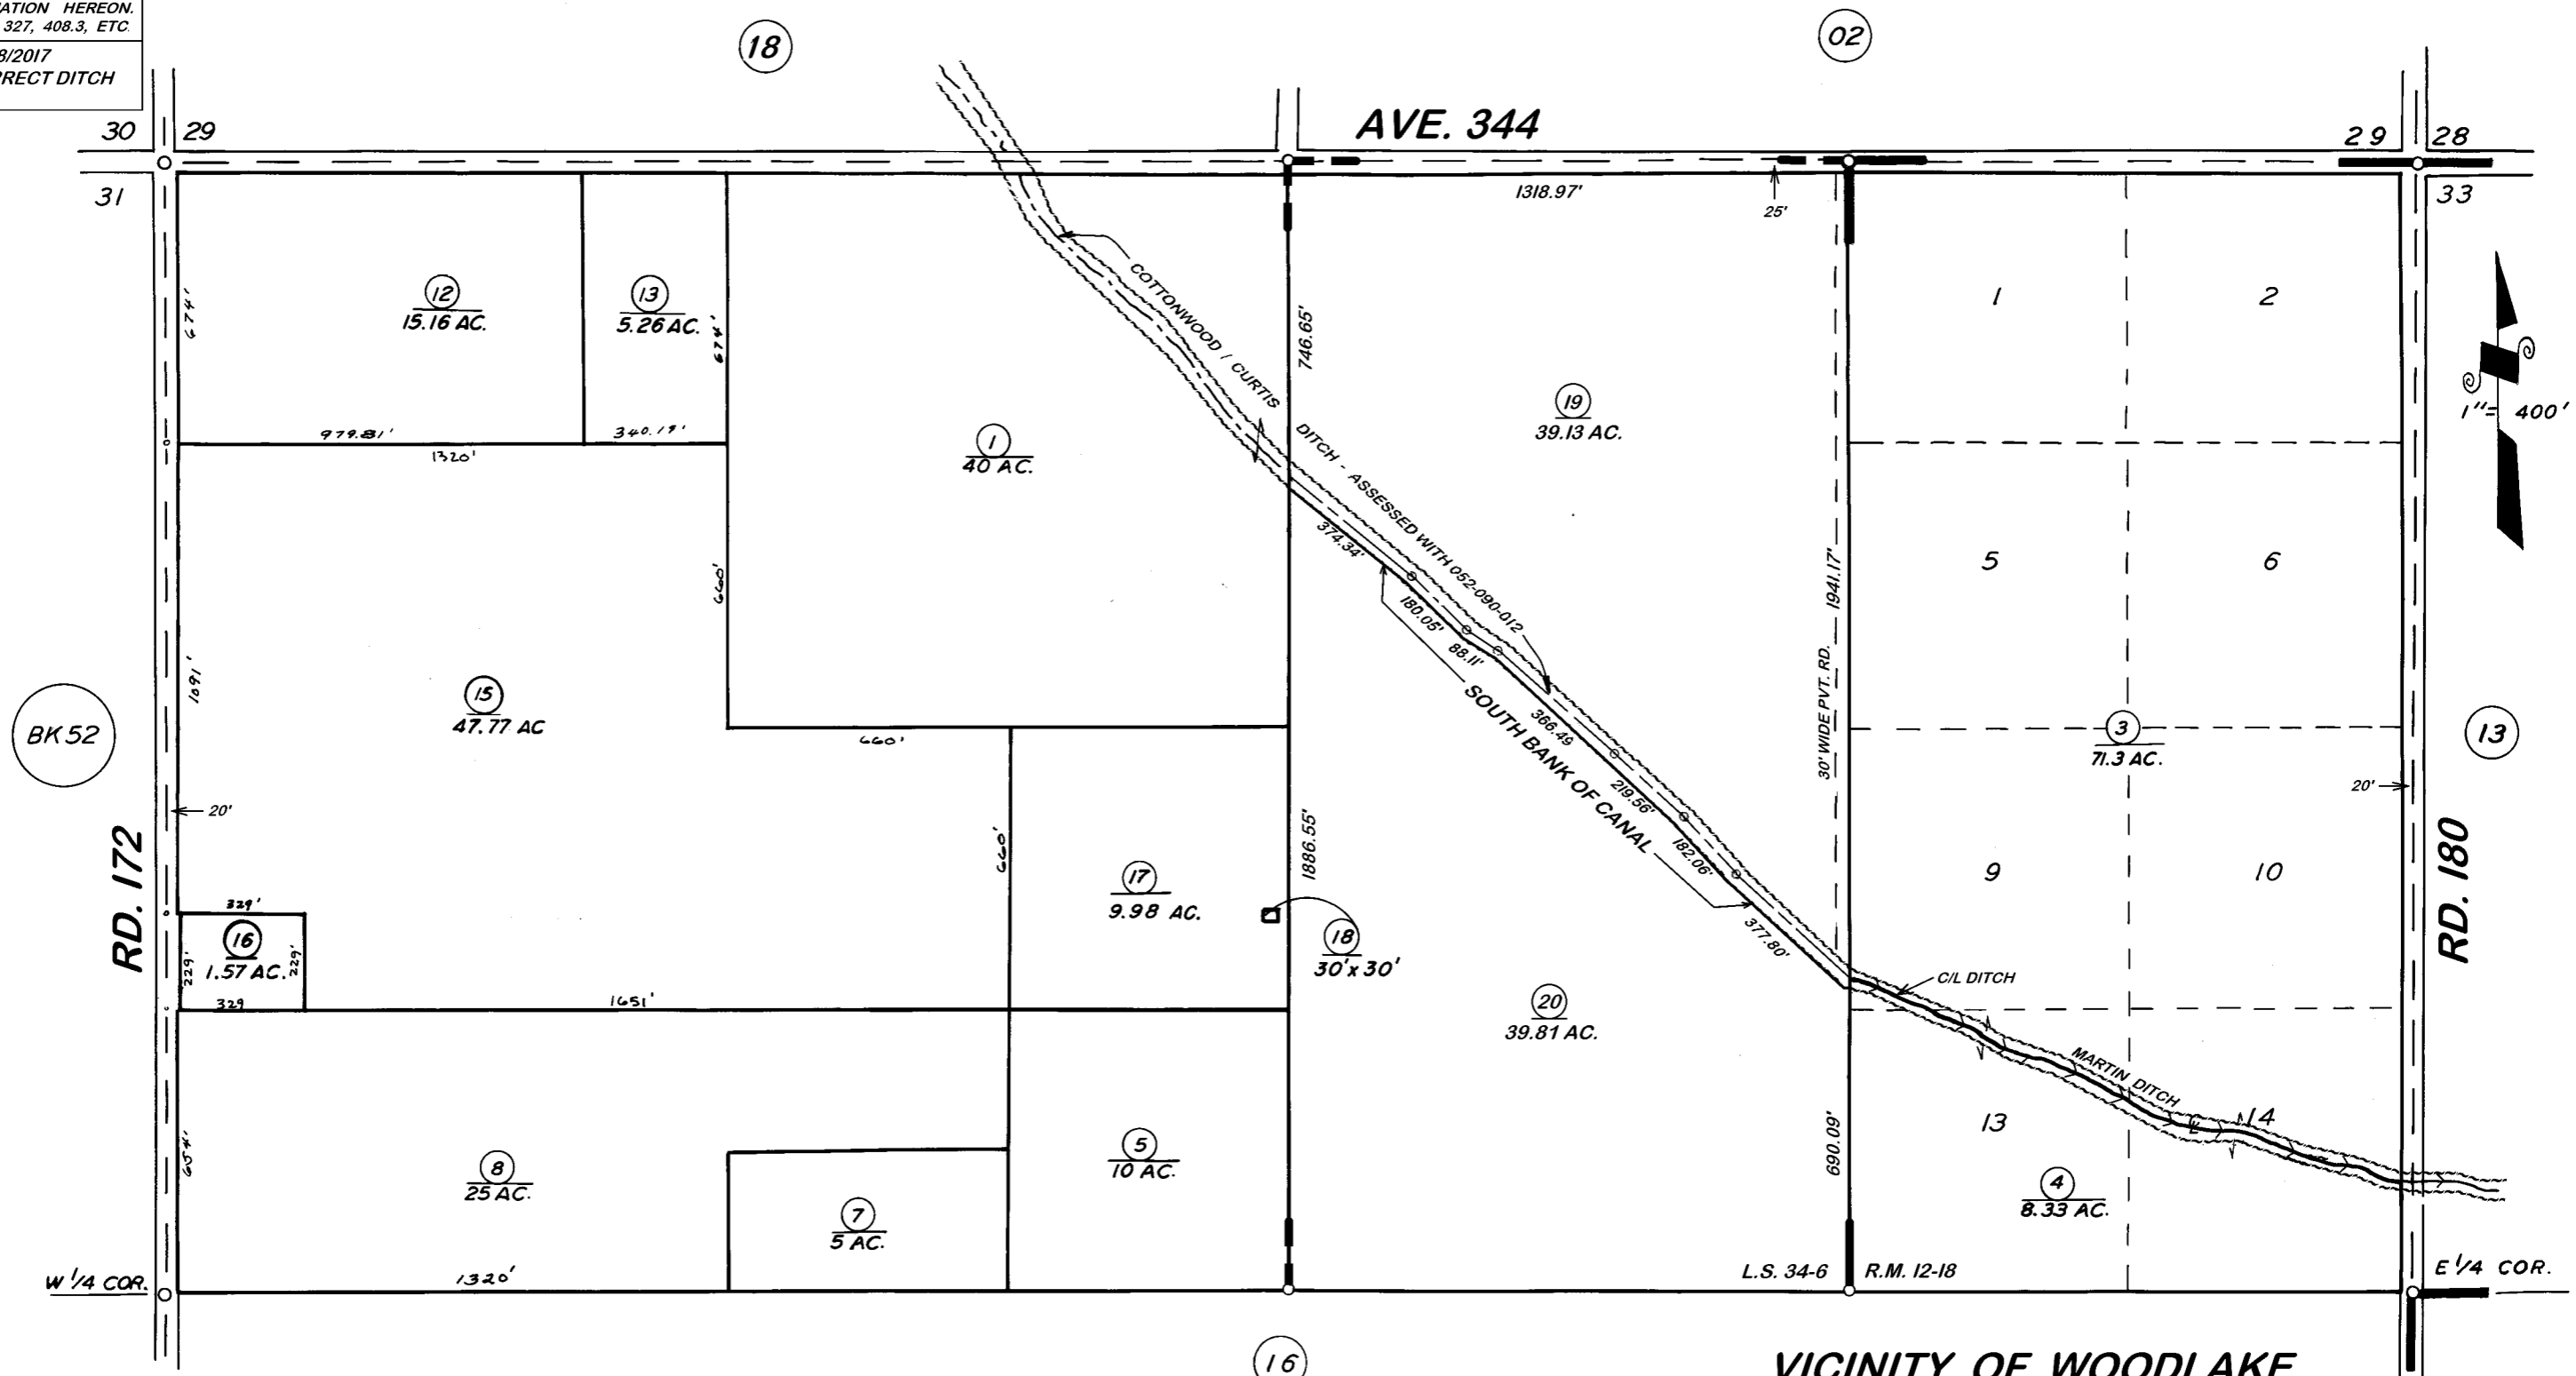 HEREON.
327, 408.3, ETC.
8/2017
DITCH
18
02
30
29
AVE. 344
29
28
31
33
1318.97'
25'
12
15.16 AC.
13
5.26 AC.
674'
674'
979.81'
340.19'
1320'
COTTONWOOD / CURTIS DITCH - ASSESSED WITH 052-090-012
746.65'
1
40 AC.
19
39.13 AC.
1
2
1"= 400'
5
6
374.34'
180.05'
88.11'
366.49
219.56'
182.06'
377.80'
SOUTH BANK OF CANAL
660'
1941.17'
30' WIDE PVT. RD.
1091'
15
47.77 AC
BK 52
660'
3
71.3 AC.
13
20'
20'
RD. 172
660'
1886.55'
17
9.98 AC.
9
10
RD. 180
329'
16
1.57 AC.
229'
229'
329
18
30' x 30'
1651'
20
39.81 AC.
C/L DITCH
MARTIN DITCH
13
14
654'
8
25 AC.
5
10 AC.
7
5 AC.
690.09'
4
8.33 AC.
W 1/4 COR.
1320'
L.S. 34-6
R.M. 12-18
E 1/4 COR.
16
VICINITY OF WOODLAKE